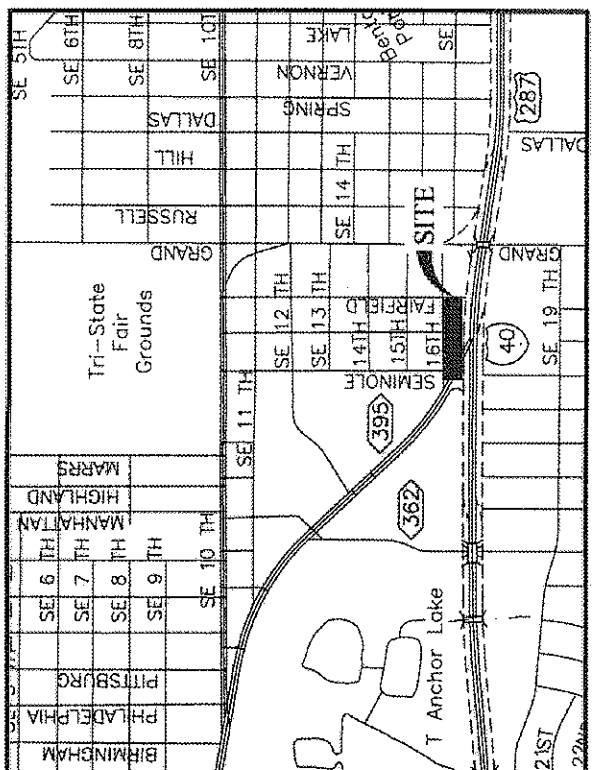 SE 5TH
SE 6TH
SE 8TH
SE 10TH
LAKE
VERNON
SPRING
DALLAS
HILL
RUSSELL
GRAND
SE 14 TH
SE
287
DALLAS
SITE
GRAND
Tri-State
Fair
Grounds
SE 12 TH
SE 13 TH
14TH
15TH
16TH
FAIRFIELD
SEMINOLE
40
SE 19 TH
SE 11 TH
395
362
MARRS
HIGHLAND
MANHATTAN
SE 6 TH
SE 7 TH
SE 8 TH
SE 9 TH
SE 10 TH
PITTSBURG
PHILADELPHIA
BIRMINGHAM
T Anchor Lake
21ST